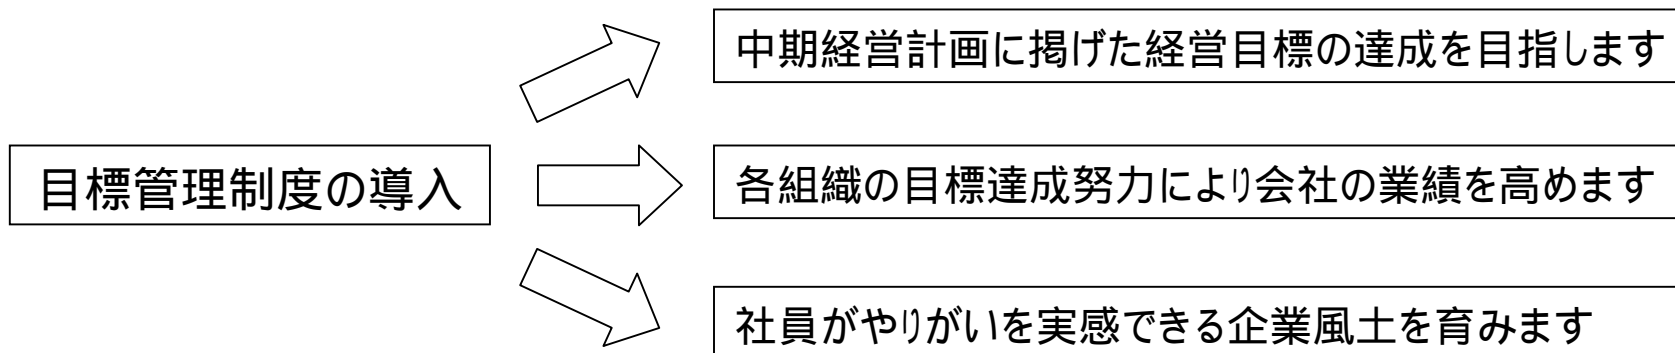 中期経営計画に掲げた経営目標の達成を目指します
目標管理制度の導入
各組織の目標達成努力により会社の業績を高めます
社員がやりがいを実感できる企業風土を育みます